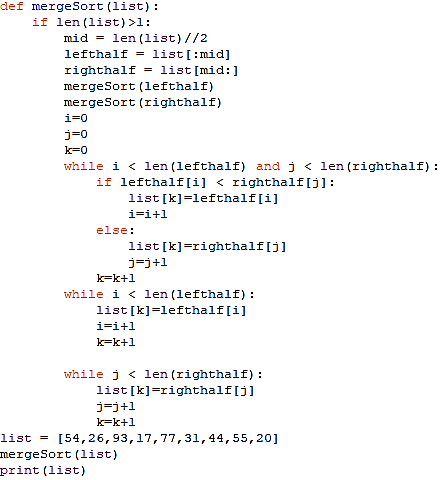 def mergeSort(list):
    if len(list)>1:
        mid = len(list)//2
        lefthalf = list[:mid]
        righthalf = list[mid:]
        mergeSort(lefthalf)
        mergeSort(righthalf)
        i=0
        j=0
        k=0
        while i < len(lefthalf) and j < len(righthalf):
            if lefthalf[i] < righthalf[j]:
                list[k]=lefthalf[i]
                i=i+1
            else:
                list[k]=righthalf[j]
                j=j+1
            k=k+1
        while i < len(lefthalf):
            list[k]=lefthalf[i]
            i=i+1
            k=k+1

        while j < len(righthalf):
            list[k]=righthalf[j]
            j=j+1
            k=k+1
list = [54,26,93,17,77,31,44,55,20]
mergeSort(list)
print(list)